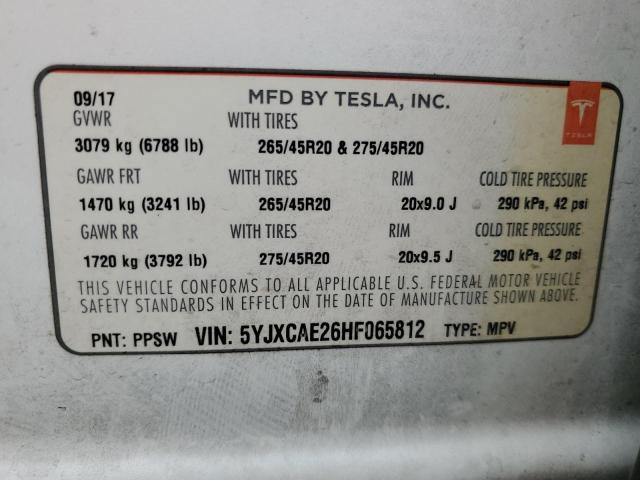 09/17 MFD BY TESLA, INC.
GVWR WITH TIRES
3079 kg (6788 lb) 265/45R20 & 275/45R20
TESLA
GAWR FRT WITH TIRES RIM COLD TIRE PRESSURE
1470 kg (3241 lb) 265/45R20 20x9.0 J 290 kPa, 42 psi
GAWR RR WITH TIRES COLD TIRE PRESSURE
1720 kg (3792 lb) 275/45R20 20x9.5 J 290 kPa, 42 psi
THIS VEHICLE CONFORMS TO ALL APPLICABLE U.S. FEDERAL MOTOR VEHICLE
SAFETY STANDARDS IN EFFECT ON THE DATE OF MANUFACTURE SHOWN ABOVE.
PNT: PPSW VIN: 5YJXCAE26HF065812 TYPE: MPV